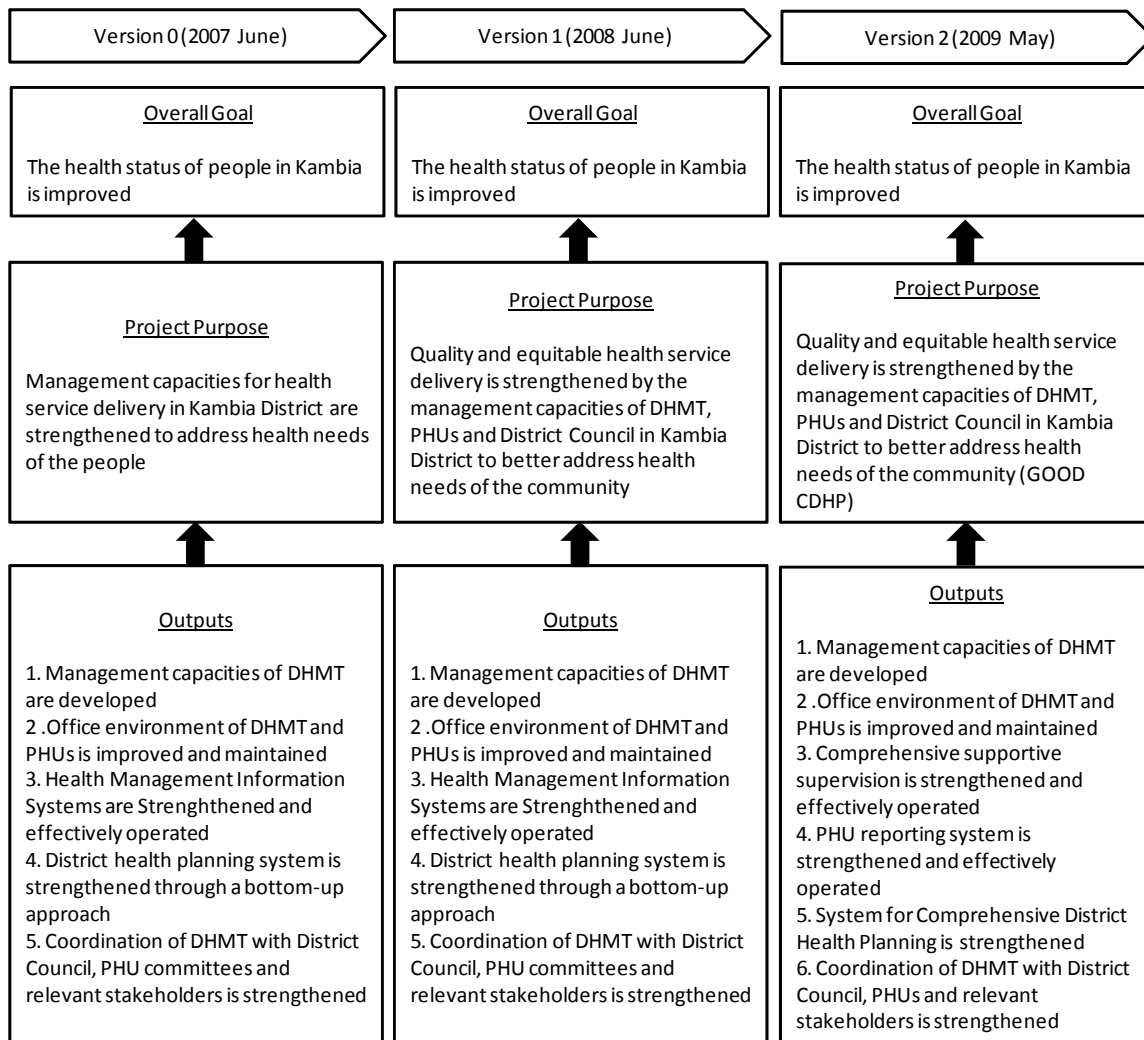 Version 0 (2007 June)
Version 1 (2008 June)
Version 2 (2009 May)
Overall Goal
The health status of people in Kambia
is improved
Overall Goal
The health status of people in Kambia
is improved
Overall Goal
The health status of people in Kambia
is improved
Project Purpose
Management capacities for health
service delivery in Kambia District are
strengthened to address health needs
of the people
Project Purpose
Quality and equitable health service
delivery is strengthened by the
management capacities of DHMT,
PHUs and District Council in Kambia
District to better address health
needs of the community
Project Purpose
Quality and equitable health service
delivery is strengthened by the
management capacities of DHMT,
PHUs and District Council in Kambia
District to better address health
needs of the community (GOOD
CDHP)
Outputs
1. Management capacities of DHMT
are developed
2 .Office environment of DHMT and
PHUs is improved and maintained
3. Health Management Information
Systems are Strenghthened and
effectively operated
4. District health planning system is
strengthened through a bottom-up
approach
5. Coordination of DHMT with District
Council, PHU committees and
relevant stakeholders is strengthened
Outputs
1. Management capacities of DHMT
are developed
2 .Office environment of DHMT and
PHUs is improved and maintained
3. Health Management Information
Systems are Strenghthened and
effectively operated
4. District health planning system is
strengthened through a bottom-up
approach
5. Coordination of DHMT with District
Council, PHU committees and
relevant stakeholders is strengthened
Outputs
1. Management capacities of DHMT
are developed
2 .Office environment of DHMT and
PHUs is improved and maintained
3. Comprehensive supportive
supervision is strengthened and
effectively operated
4. PHU reporting system is
strengthened and effectively
operated
5. System for Comprehensive District
Health Planning is strengthened
6. Coordination of DHMT with District
Council, PHUs and relevant
stakeholders is strengthened